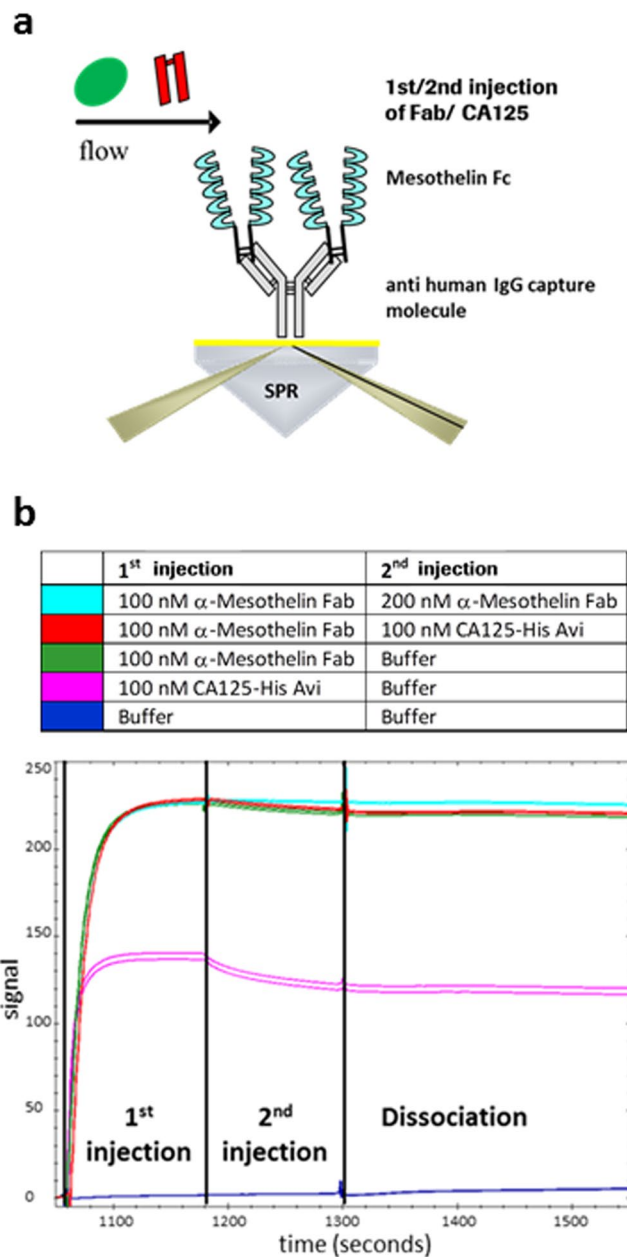 a
1st/2nd injection
of Fab/ CA125
flow
Mesothelin Fc
anti human IgG capture
molecule
SPR
b
1st injection 2nd injection
100 nM α-Mesothelin Fab 200 nM α-Mesothelin Fab
100 nM α-Mesothelin Fab 100 nM CA125-His Avi
100 nM α-Mesothelin Fab Buffer
100 nM CA125-His Avi Buffer
Buffer Buffer
250
200
150
100
50
0
signal
1st
injection
2nd
injection
Dissociation
1100 1200 1300 1400 1500
time (seconds)